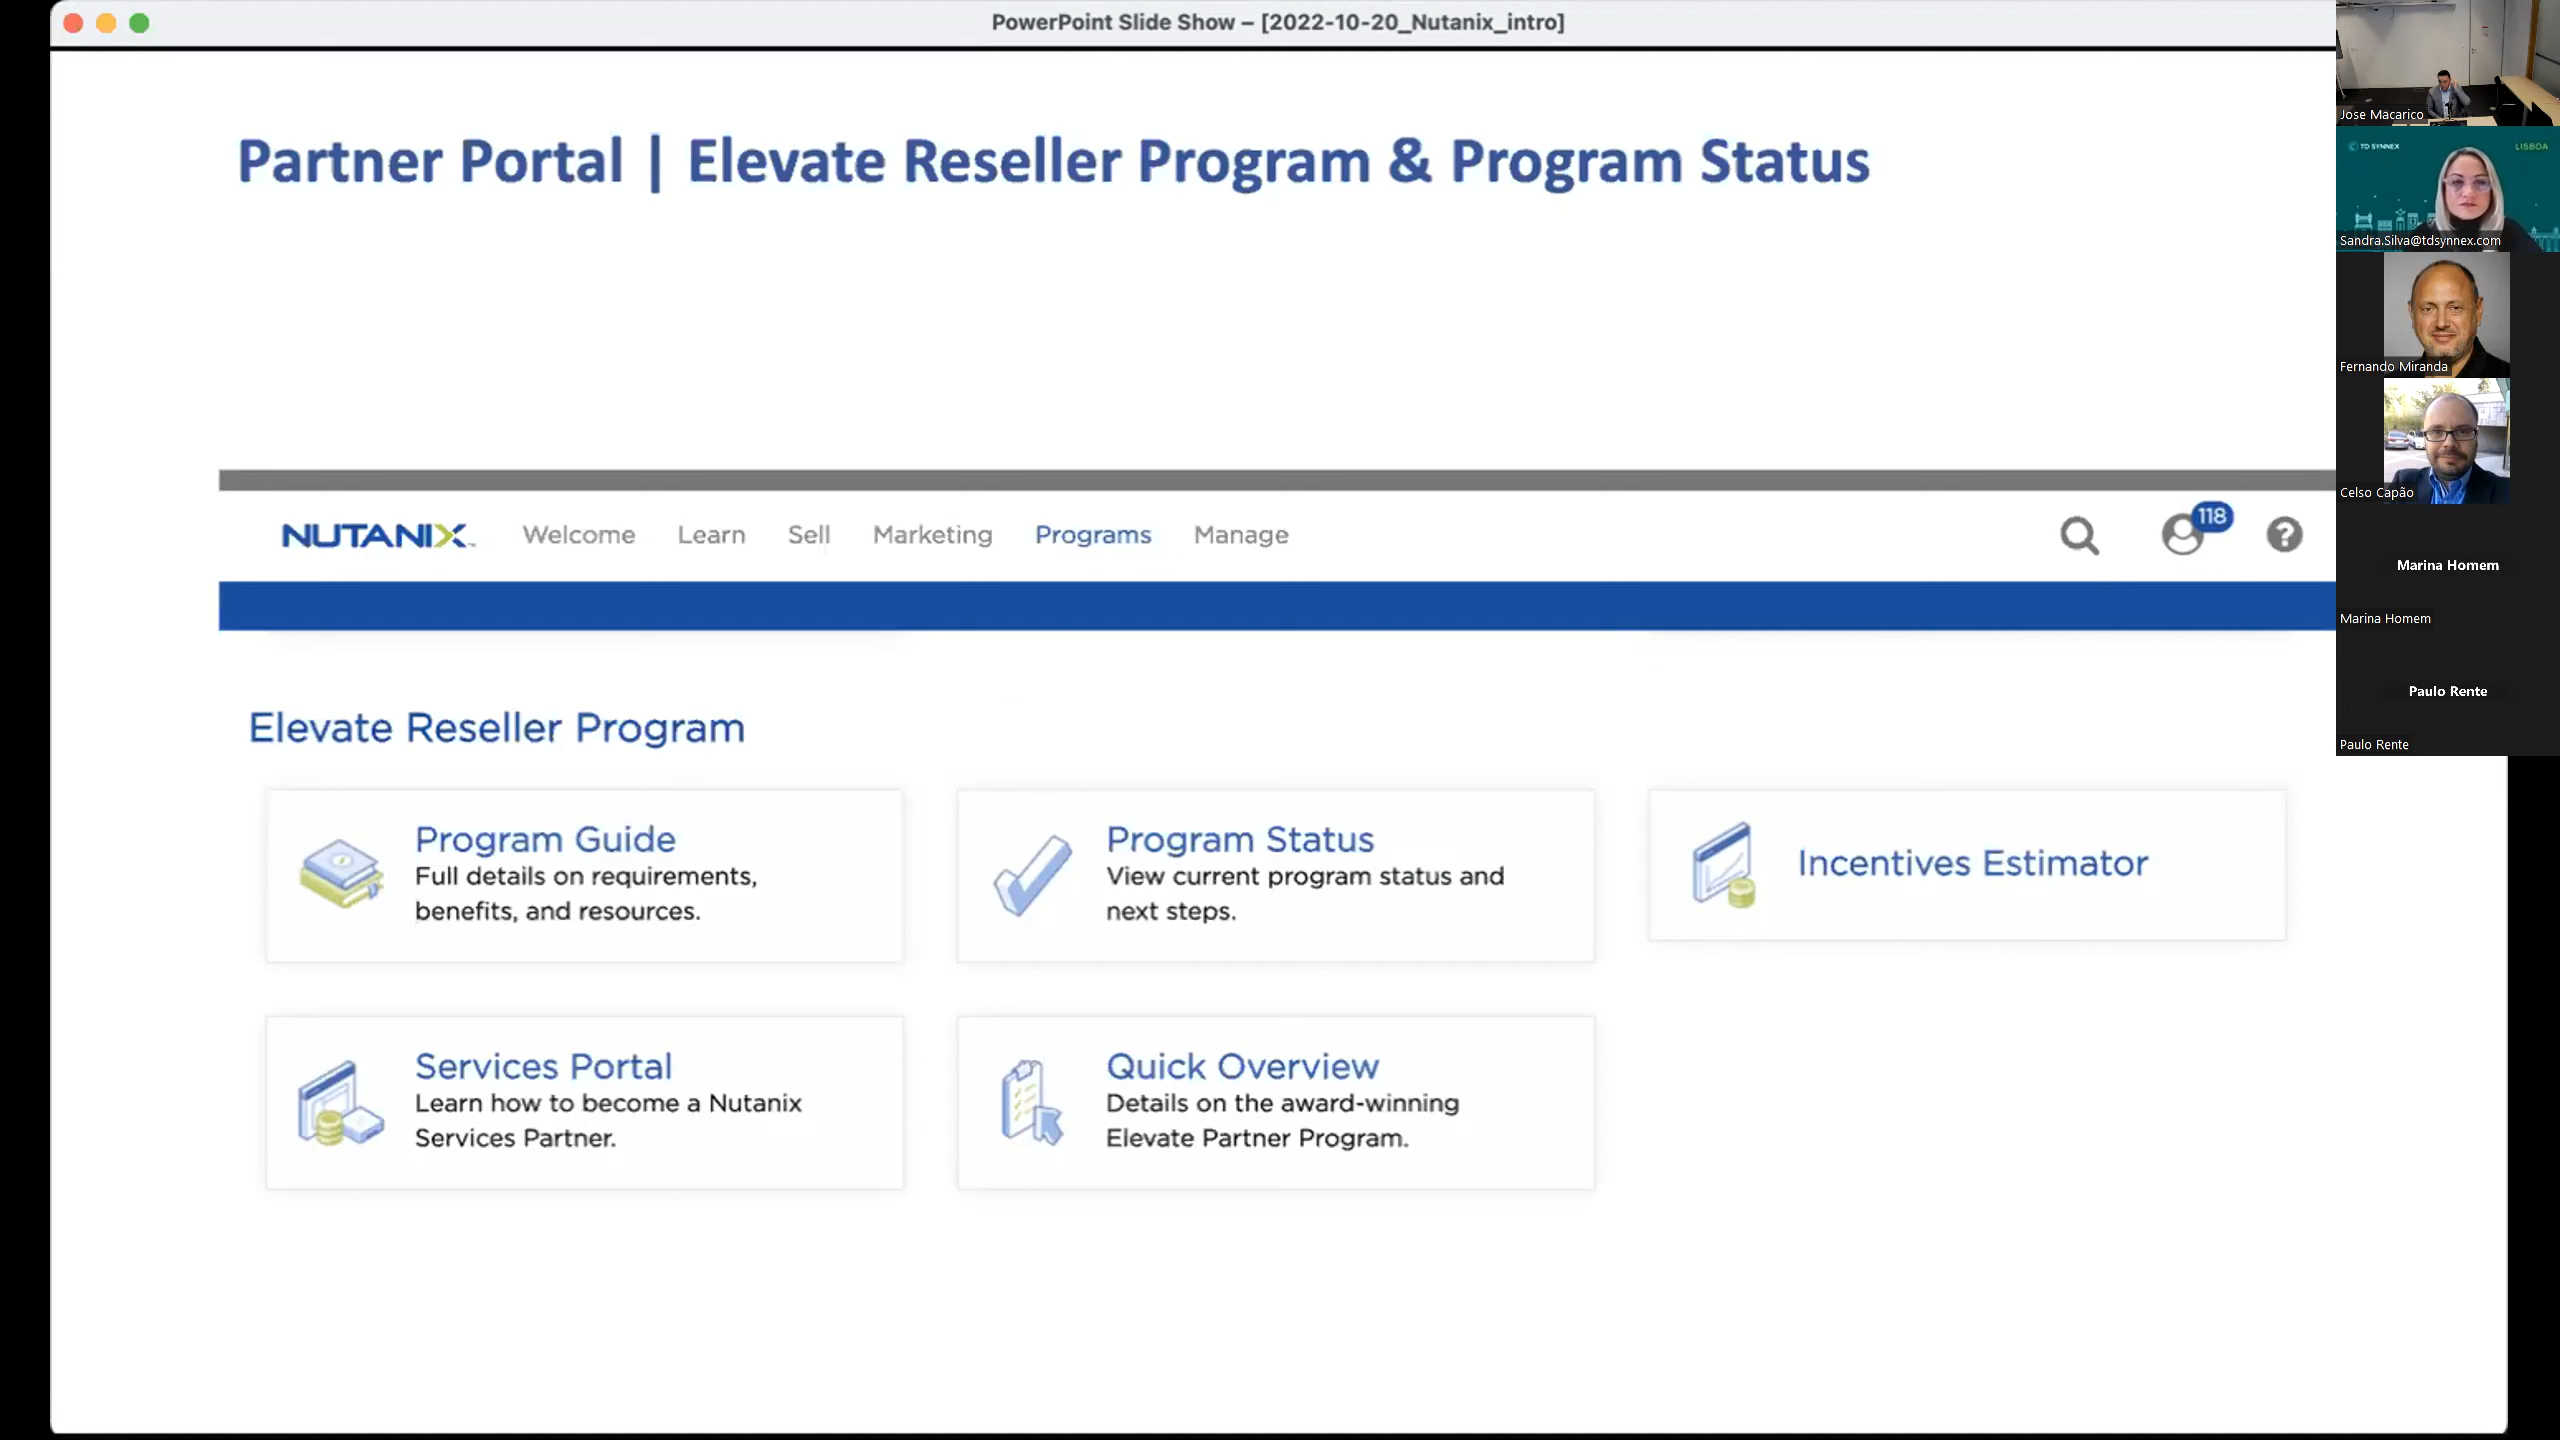 PowerPoint Slide Show – [2022-10-20_Nutanix_intro]
Partner Portal | Elevate Reseller Program & Program Status
NUTANIX Welcome Learn Sell Marketing Programs Manage 118 ?
Elevate Reseller Program
Program Guide
Full details on requirements,
benefits, and resources.
Program Status
View current program status and
next steps.
Incentives Estimator
Services Portal
Learn how to become a Nutanix
Services Partner.
Quick Overview
Details on the award-winning
Elevate Partner Program.
Jose Macarico
TD SYNNEX
LISBOA
Sandra.Silva@tdsynnex.com
Fernando Miranda
Celso Capão
Marina Homem
Marina Homem
Paulo Rente
Paulo Rente